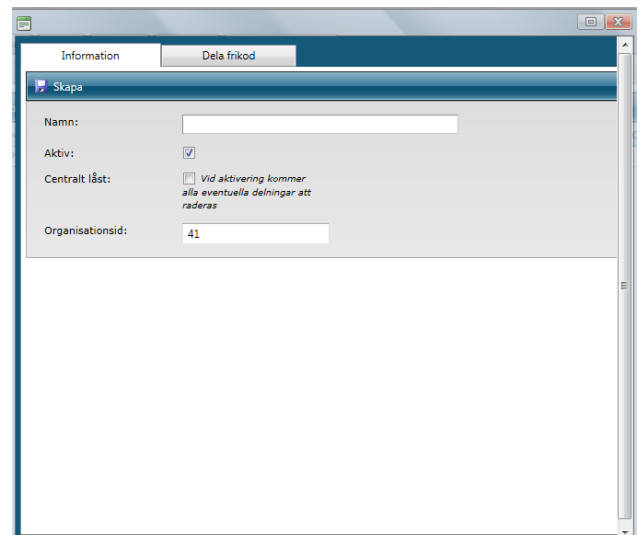 Information
Dela frikod
Skapa
Namn:
Aktiv:
Centralt låst:
Vid aktivering kommer
alla eventuella delningar att
raderas
Organisationsid:
41